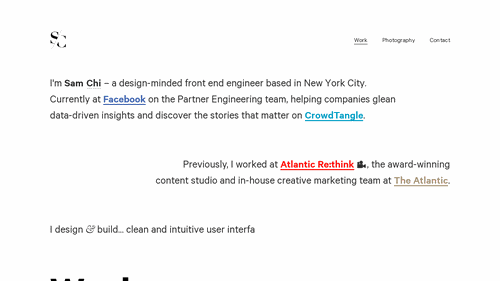 SC
Work Photography Contact
I'm Sam Chi – a design-minded front end engineer based in New York City.
Currently at Facebook on the Partner Engineering team, helping companies glean
data-driven insights and discover the stories that matter on CrowdTangle.
Previously, I worked at Atlantic Re:think , the award-winning
content studio and in-house creative marketing team at The Atlantic.
I design & build... clean and intuitive user interfa